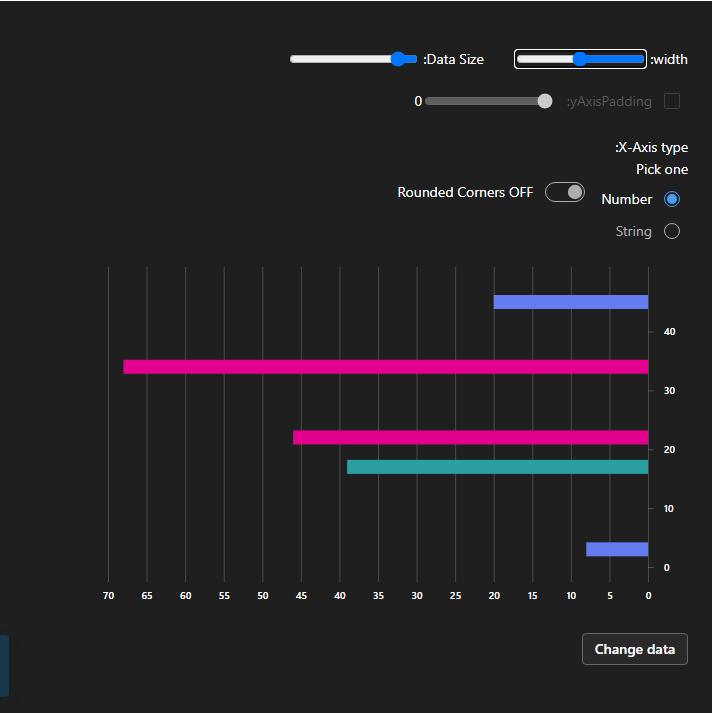 :width
:Data Size
:yAxisPadding
0
:X-Axis type
Pick one
Number
Rounded Corners OFF
String
40
30
20
10
0
70 65 60 55 50 45 40 35 30 25 20 15 10 5 0
Change data